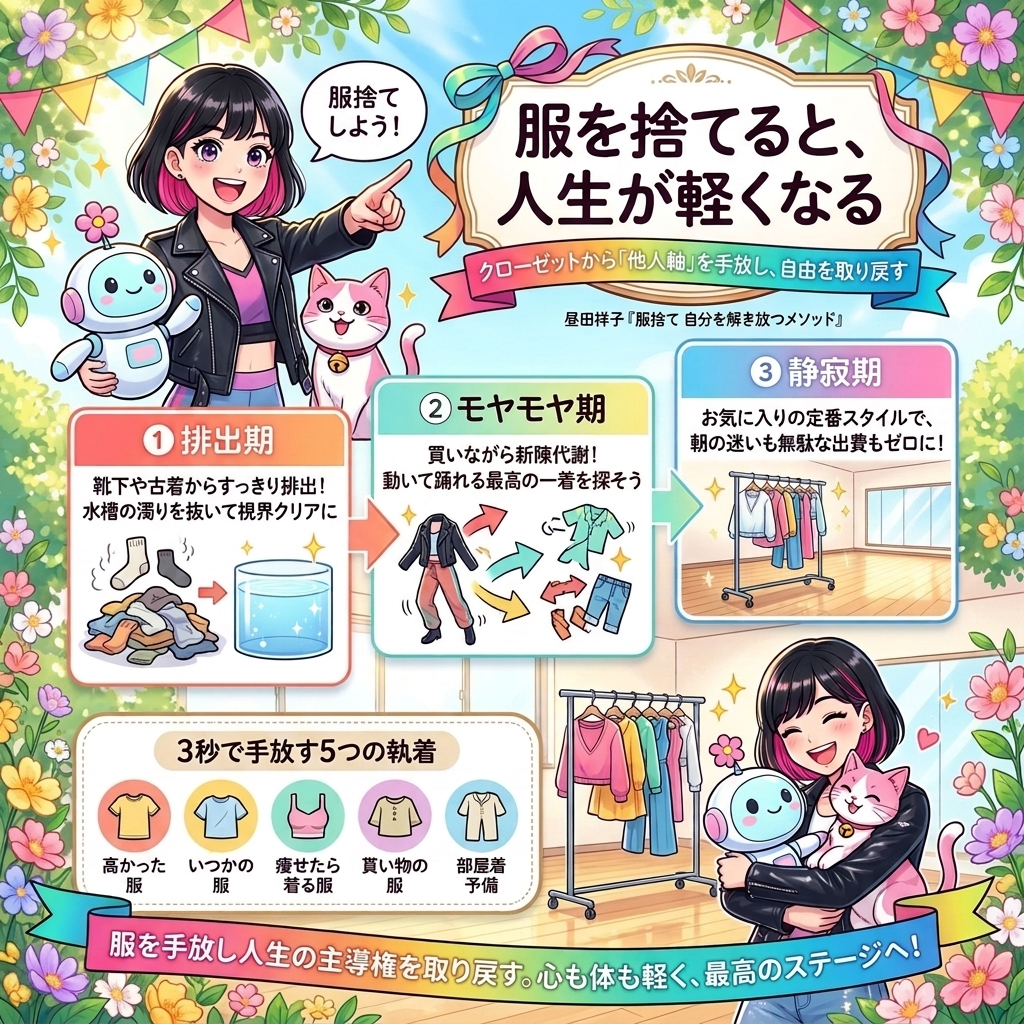 服捨て
しよう!
服を捨てると、
人生が軽くなる
クローゼットから「他人軸」を手放し、自由を取り戻す
昼田祥子『服捨て 自分を解き放つメソッド』
1 排出期
靴下や古着からすっきり排出!
水槽の濁りを抜いて視界クリアに
② モヤモヤ期
買いながら新陳代謝!
動いて踊れる最高の一着を探そう
3 静寂期
お気に入りの定番スタイルで、
朝の迷いも無駄な出費もゼロに!
3秒で手放す5つの執着
高かった
服
いつかの
服
痩せたら
着る服
貰い物の
服
部屋着
予備
服を手放し人生の主導権を取り戻す。心も体も軽く、最高のステージへ!